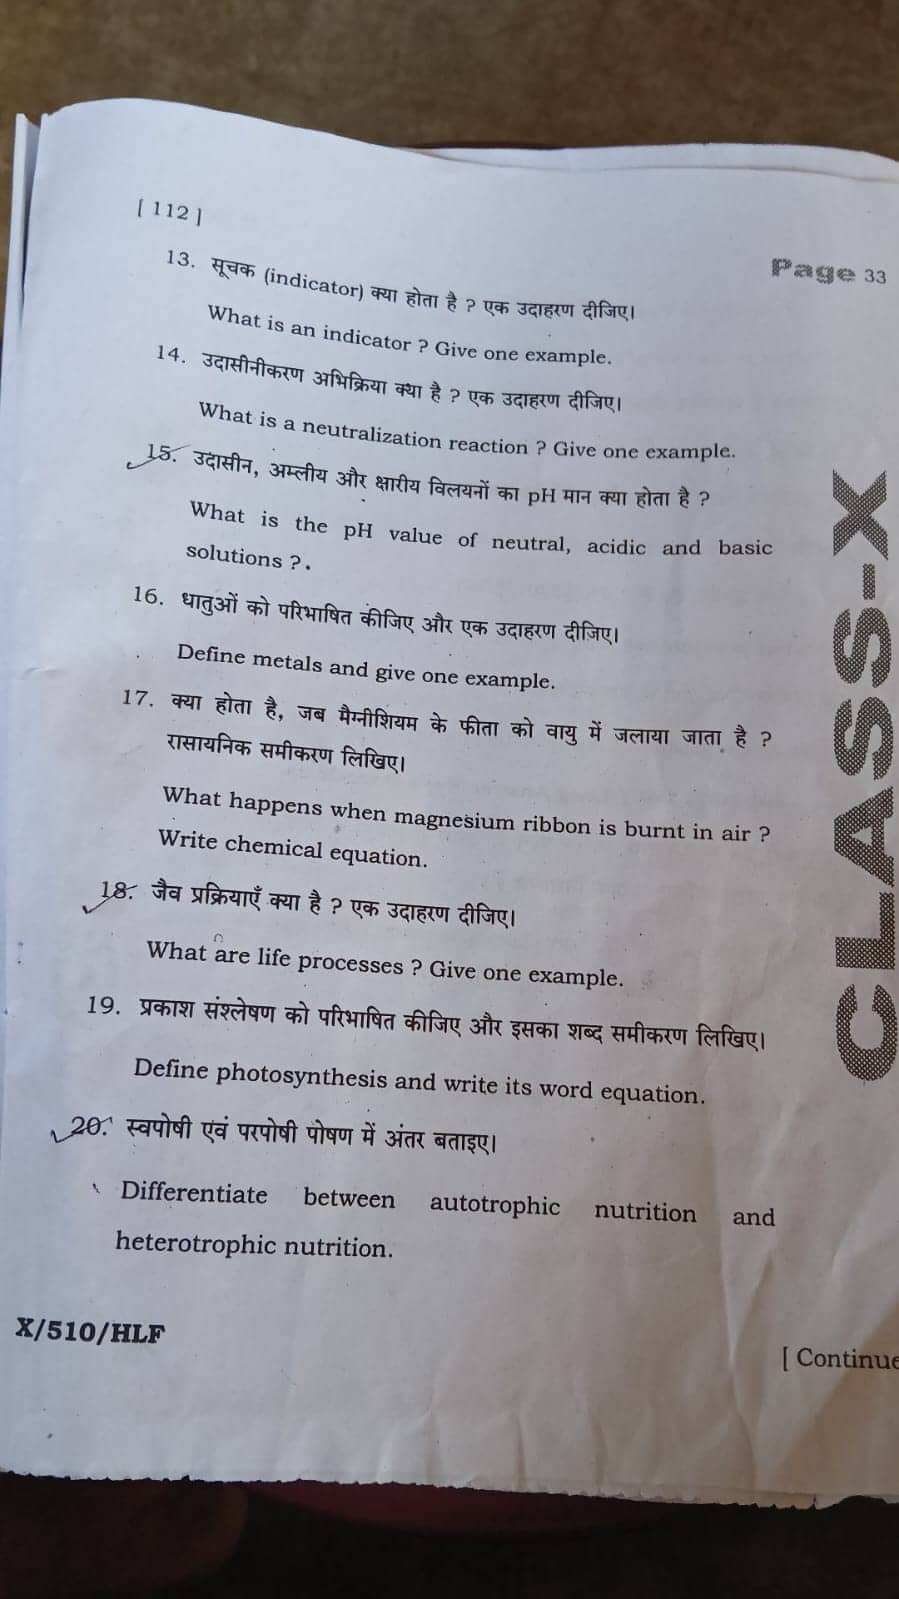 [ 112 ]
Page 33
13. सूचक (indicator) क्या होता है ? एक उदाहरण दीजिए।
What is an indicator ? Give one example.
14. उदासीनीकरण अभिक्रिया क्या है ? एक उदाहरण दीजिए।
What is a neutralization reaction ? Give one example.
15. उदासीन, अम्लीय और क्षारीय विलयनों का pH मान क्या होता है ?
What is the pH value of neutral, acidic and basic
solutions ?
16. धातुओं को परिभाषित कीजिए और एक उदाहरण दीजिए।
Define metals and give one example.
17. क्या होता है, जब मैग्नीशियम के फीता को वायु में जलाया जाता है ?
रासायनिक समीकरण लिखिए।
What happens when magnesium ribbon is burnt in air ?
Write chemical equation.
18. जैव प्रक्रियाएँ क्या है ? एक उदाहरण दीजिए।
What are life processes ? Give one example.
19. प्रकाश संश्लेषण को परिभाषित कीजिए और इसका शब्द समीकरण लिखिए।
Define photosynthesis and write its word equation.
20. स्वपोषी एवं परपोषी पोषण में अंतर बताइए।
Differentiate between autotrophic nutrition and
heterotrophic nutrition.
X/510/HLF
[ Continue
CLASS-X